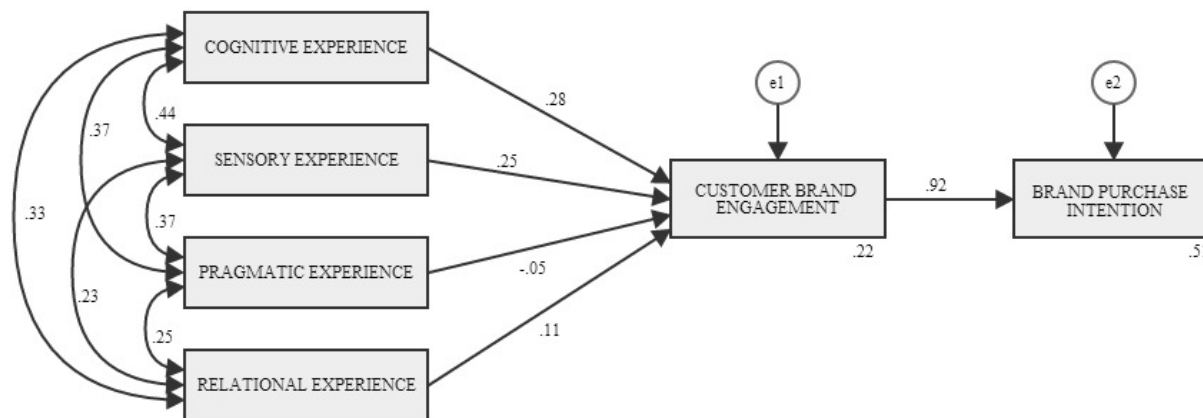 COGNITIVE EXPERIENCE
e1
e2
.28
.44
.37
SENSORY EXPERIENCE
.25
CUSTOMER BRAND
ENGAGEMENT
.92
BRAND PURCHASE
INTENTION
.33
.37
.22
.5
PRAGMATIC EXPERIENCE
-.05
.23
.25
.11
RELATIONAL EXPERIENCE